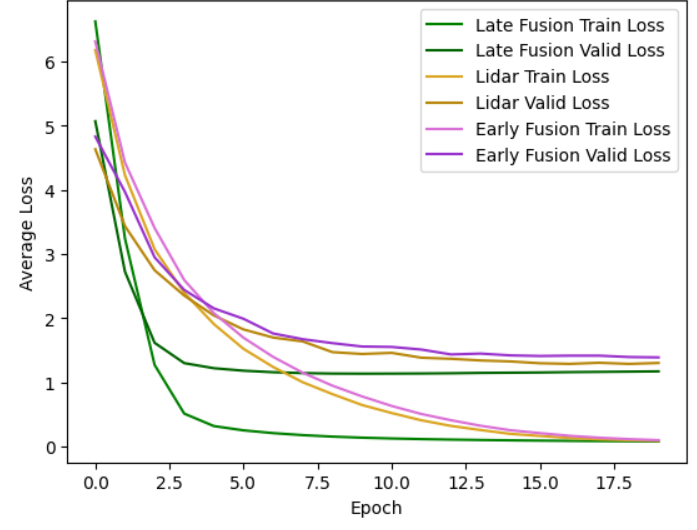 Late Fusion Train Loss
Late Fusion Valid Loss
Lidar Train Loss
Lidar Valid Loss
Early Fusion Train Loss
Early Fusion Valid Loss
Average Loss
6
5
4
3
2
1
0
0.0 2.5 5.0 7.5 10.0 12.5 15.0 17.5
Epoch